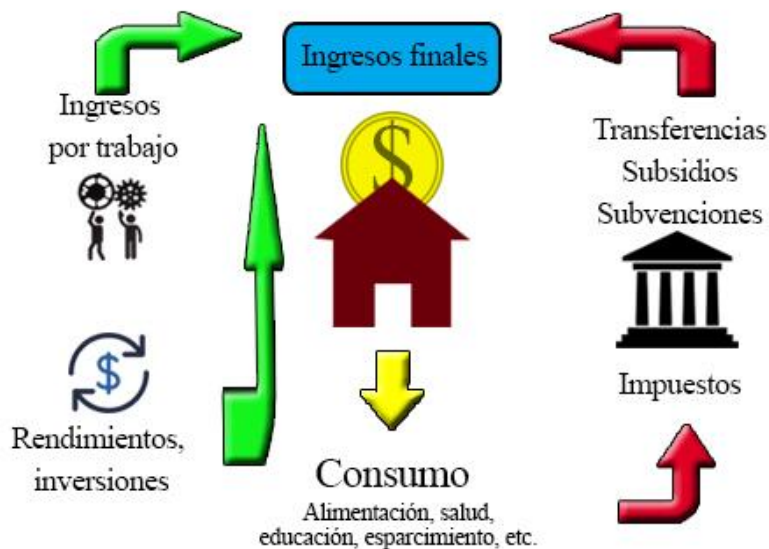 Ingresos finales
Ingresos
por trabajo
$
Transferencias
Subsidios
Subvenciones
$
Rendimientos,
inversiones
Impuestos
Consumo
Alimentación, salud,
educación, esparcimiento, etc.